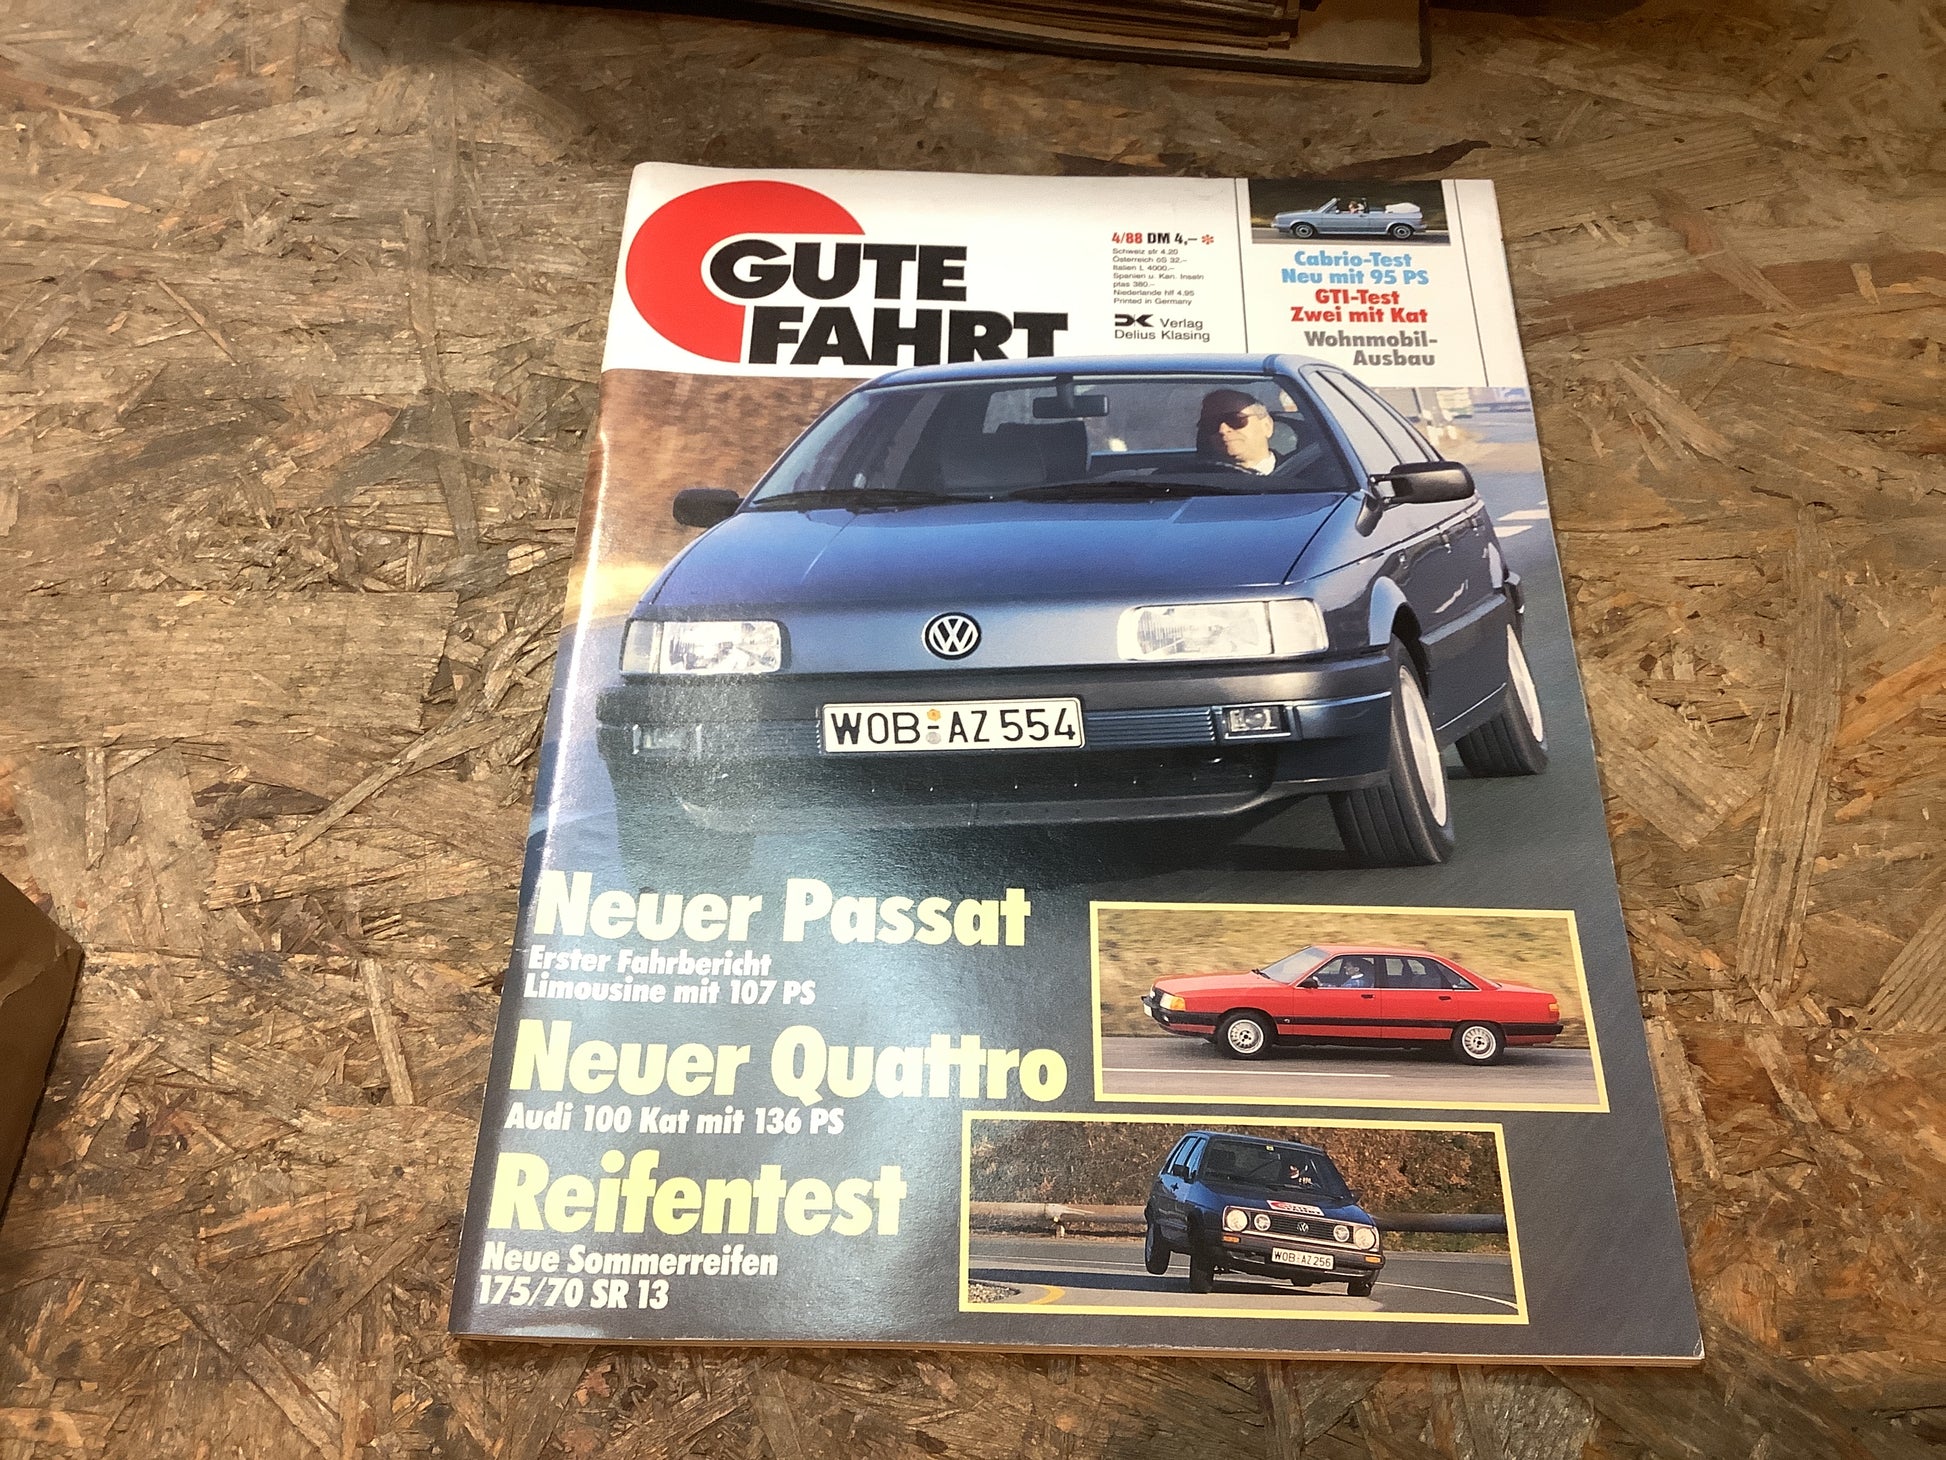 GUTE
FAHRT
4/88 DM 4,–*
Schweiz sfr 4.20
Österreich öS 32.–
Italien L 4000.–
Spanien u. Kan. Inseln
ptas 380.–
Niederlande hfl 4.95
Printed in Germany
DK Verlag
Delius Klasing
Cabrio-Test
Neu mit 95 PS
GTI-Test
Zwei mit Kat
Wohnmobil-
Ausbau
WOB-AZ 554
Neuer Passat
Erster Fahrbericht
Limousine mit 107 PS
Neuer Quattro
Audi 100 Kat mit 136 PS
Reifentest
Neue Sommerreifen
175/70 SR 13
WOB-AZ 256